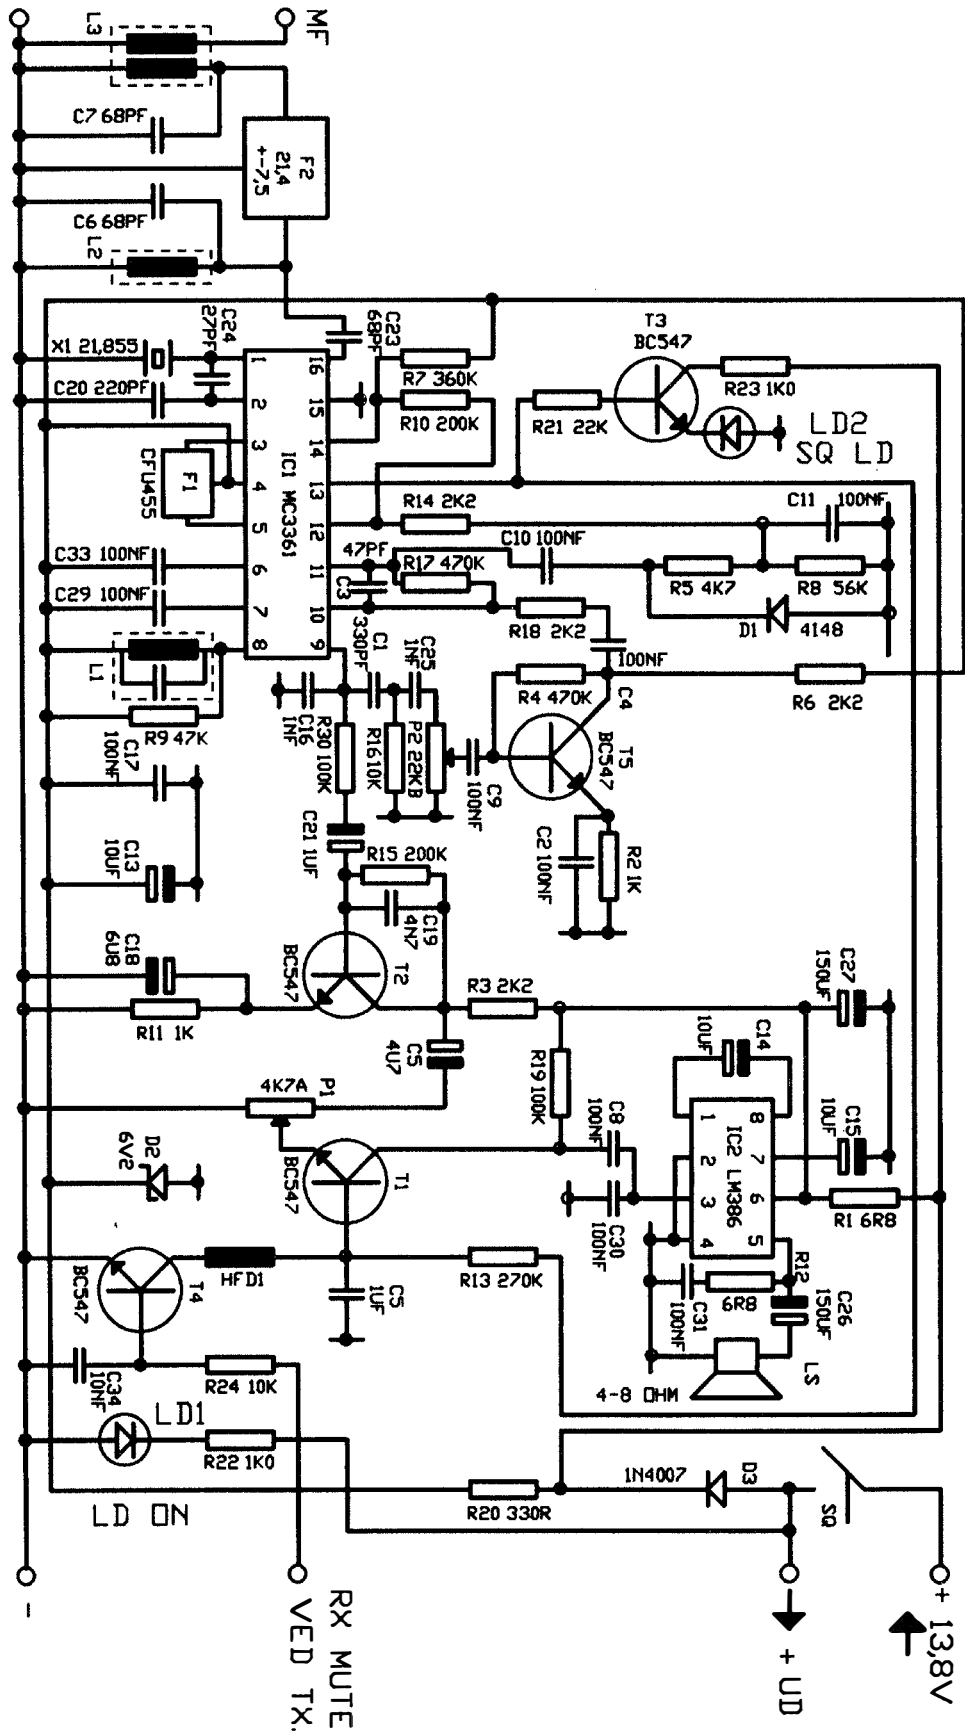 MF
L3
C7 68PF
F2
21,4
+-7,5
C6 68PF
L2
C24
27PF
X1 21,855
C20 220PF
C23
68PF
R7 360K
R10 200K
T3
BC547
R23 1K0
LD2
SQ LD
R21 22K
1
2
3
4
5
6
7
8
16
15
14
13
12
11
10
9
IC1 MC3361
F1
CFU455
R14 2K2
C11
100NF
C10 100NF
47PF
C3
R17 470K
R5 4K7
R8 56K
D1
4148
C33 100NF
C29 100NF
R18 2K2
100NF
C4
L1
R9 47K
330PF
C1
C25
1NF
R4 470K
R6 2K2
C16
1NF
R30 100K
R16 10K
P2 22KB
C9
100NF
T5
BC547
C17
100NF
C13
10UF
C21 1UF
R15 200K
C19
4N7
C2 100NF
R2 1K
C18
6U8
R11 1K
T2
BC547
R3 2K2
C27
150UF
C5
4U7
R19 100K
C14
10UF
C15
10UF
4K7A
P1
C8
100NF
1
2
3
4
8
7
6
5
IC2 LM386
D2
6V2
T1
BC547
C30
100NF
R1 6R8
HFD1
T4
BC547
R13 270K
C5
1UF
R12
6R8
C31
100NF
C26
150UF
LS
4-8 OHM
C34
10NF
R24 10K
LD1
R22 1K0
LD ON
R20 330R
1N4007
D3
SQ
-
RX MUTE
VED TX.
+ UD
+ 13,8V